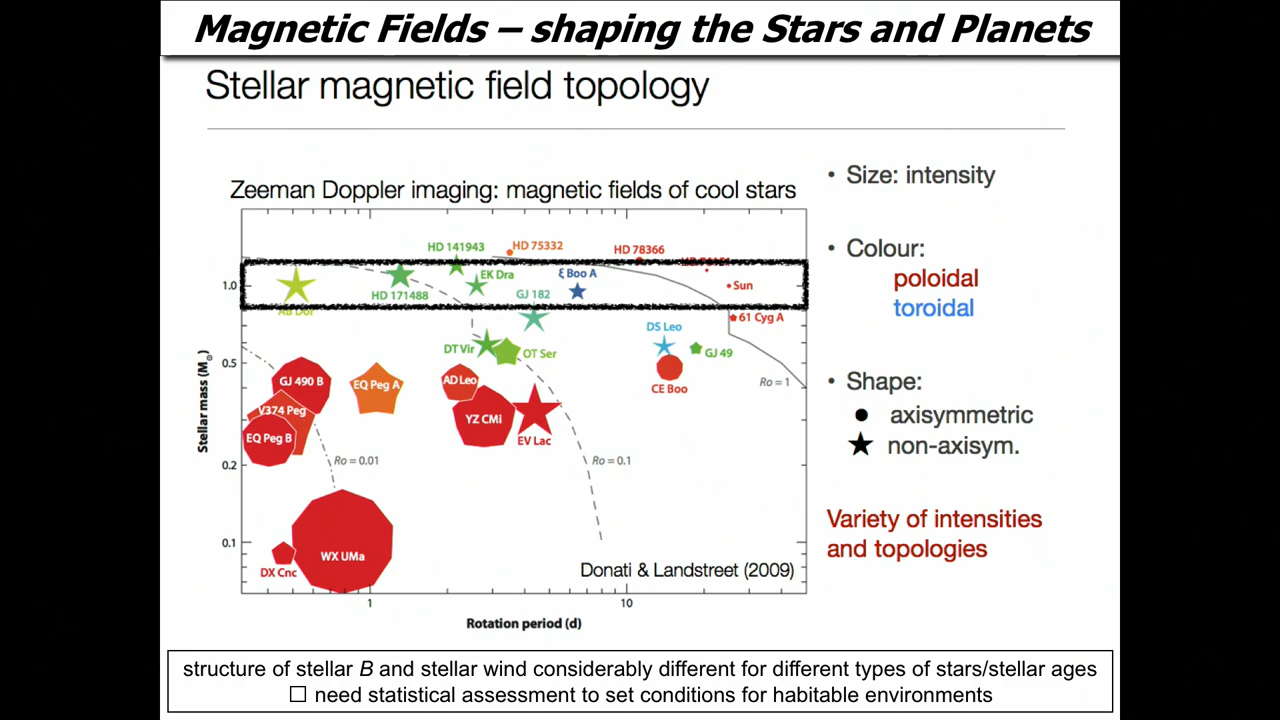 Magnetic Fields – shaping the Stars and Planets
Stellar magnetic field topology
Zeeman Doppler imaging: magnetic fields of cool stars
HD 141943
HD 75332
HD 78366
EK Dra
ξ Boo A
Sun
1.0
HD 171488
GJ 182
AB Dor
61 Cyg A
DS Leo
DT Vir
OT Ser
GJ 49
0.5
Stellar mass (M⊙)
GJ 490 B
EQ Peg A
AD Leo
CE Boo
Ro = 1
V374 Peg
YZ CMi
EQ Peg B
EV Lac
0.2
Ro = 0.01
Ro = 0.1
0.1
WX UMa
DX Cnc
Donati & Landstreet (2009)
1
10
Rotation period (d)
• Size: intensity
• Colour:
poloidal
toroidal
• Shape:
● axisymmetric
★ non-axisym.
Variety of intensities
and topologies
structure of stellar B and stellar wind considerably different for different types of stars/stellar ages
□ need statistical assessment to set conditions for habitable environments